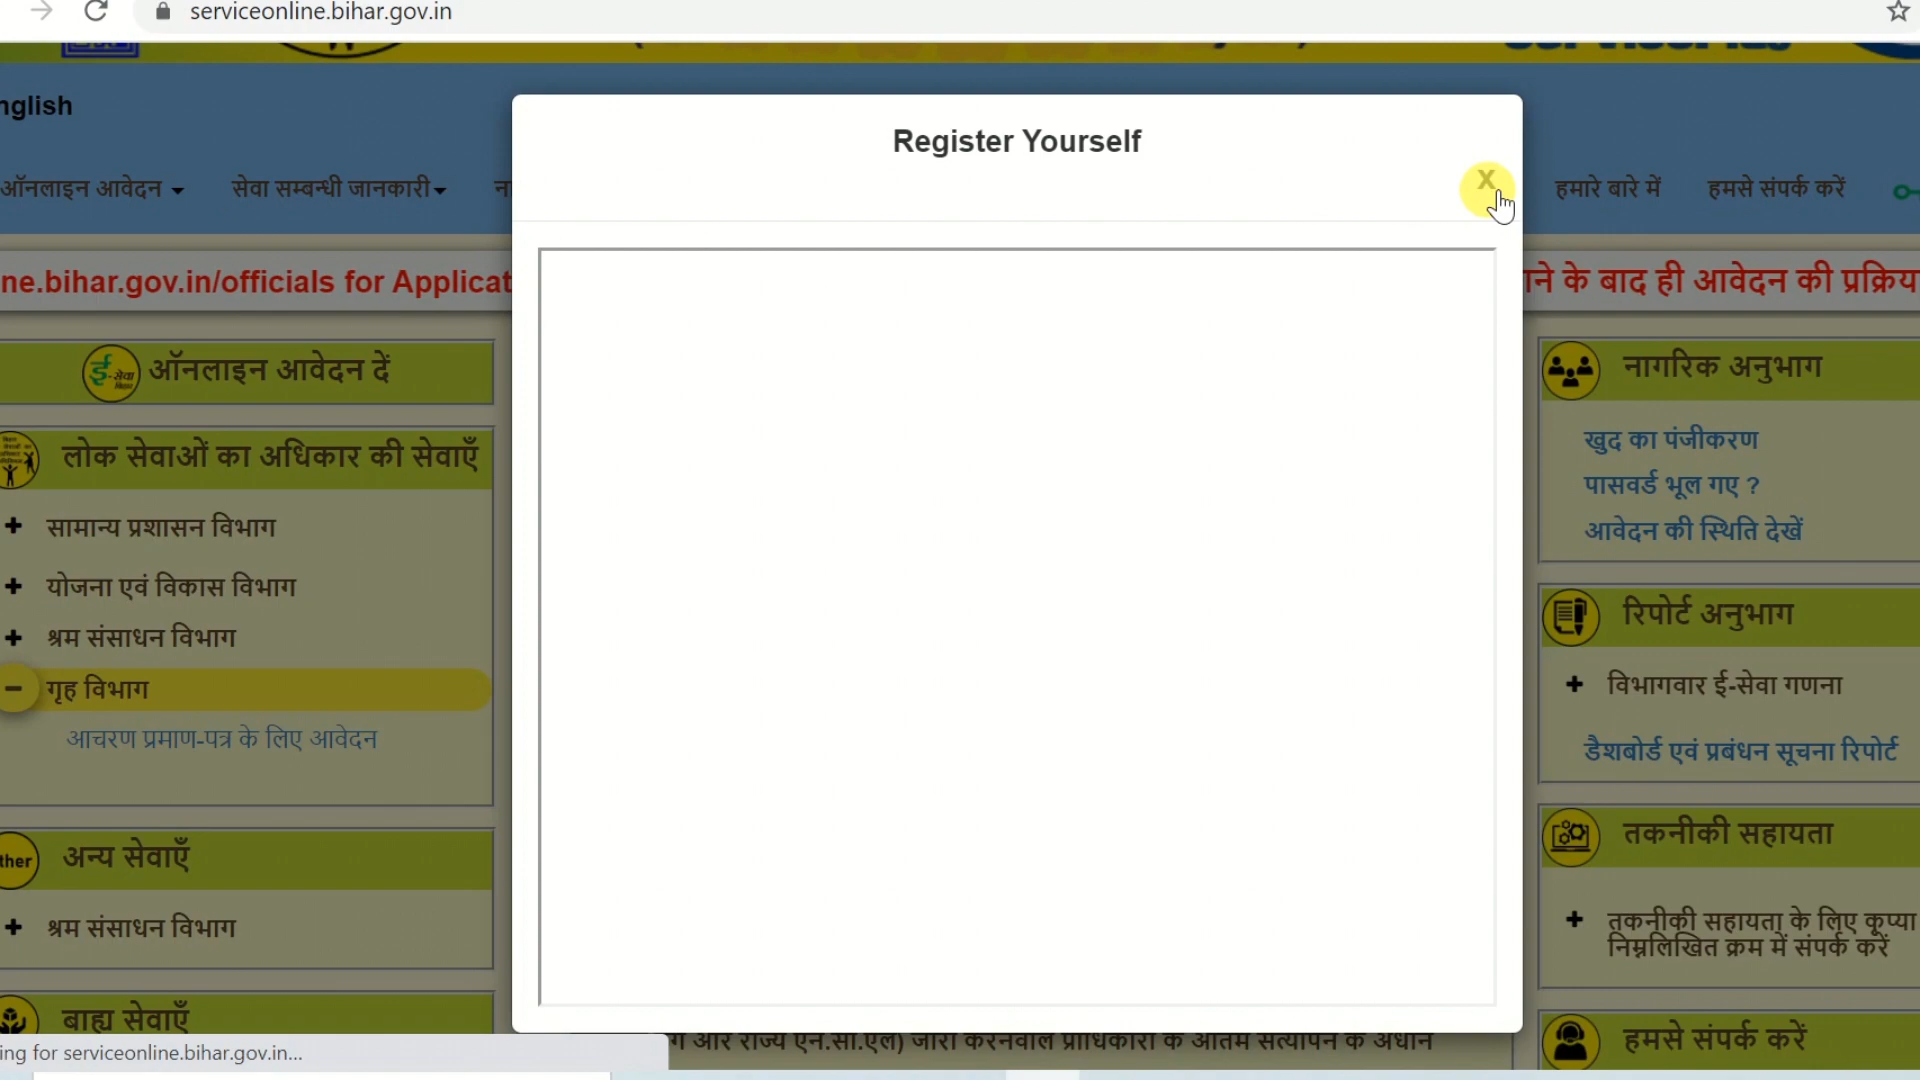 serviceonline.bihar.gov.in
nglish
Register Yourself
X
ऑनलाइन आवेदन
सेवा सम्बन्धी जानकारी
ना
हमारे बारे में
हमसे संपर्क करें
ne.bihar.gov.in/officials for Applicat
ाने के बाद ही आवेदन की प्रक्रिय
ऑनलाइन आवेदन दें
लोक सेवाओं का अधिकार की सेवाएँ
+ सामान्य प्रशासन विभाग
+ योजना एवं विकास विभाग
+ श्रम संसाधन विभाग
− गृह विभाग
आचरण प्रमाण-पत्र के लिए आवेदन
ther
अन्य सेवाएँ
+ श्रम संसाधन विभाग
बाह्य सेवाएँ
नागरिक अनुभाग
खुद का पंजीकरण
पासवर्ड भूल गए ?
आवेदन की स्थिति देखें
रिपोर्ट अनुभाग
+ विभागवार ई-सेवा गणना
डैशबोर्ड एवं प्रबंधन सूचना रिपोर्ट
तकनीकी सहायता
+ तकनीकी सहायता के लिए कृप्या
निम्नलिखित क्रम में संपर्क करें
हमसे संपर्क करें
ing for serviceonline.bihar.gov.in...